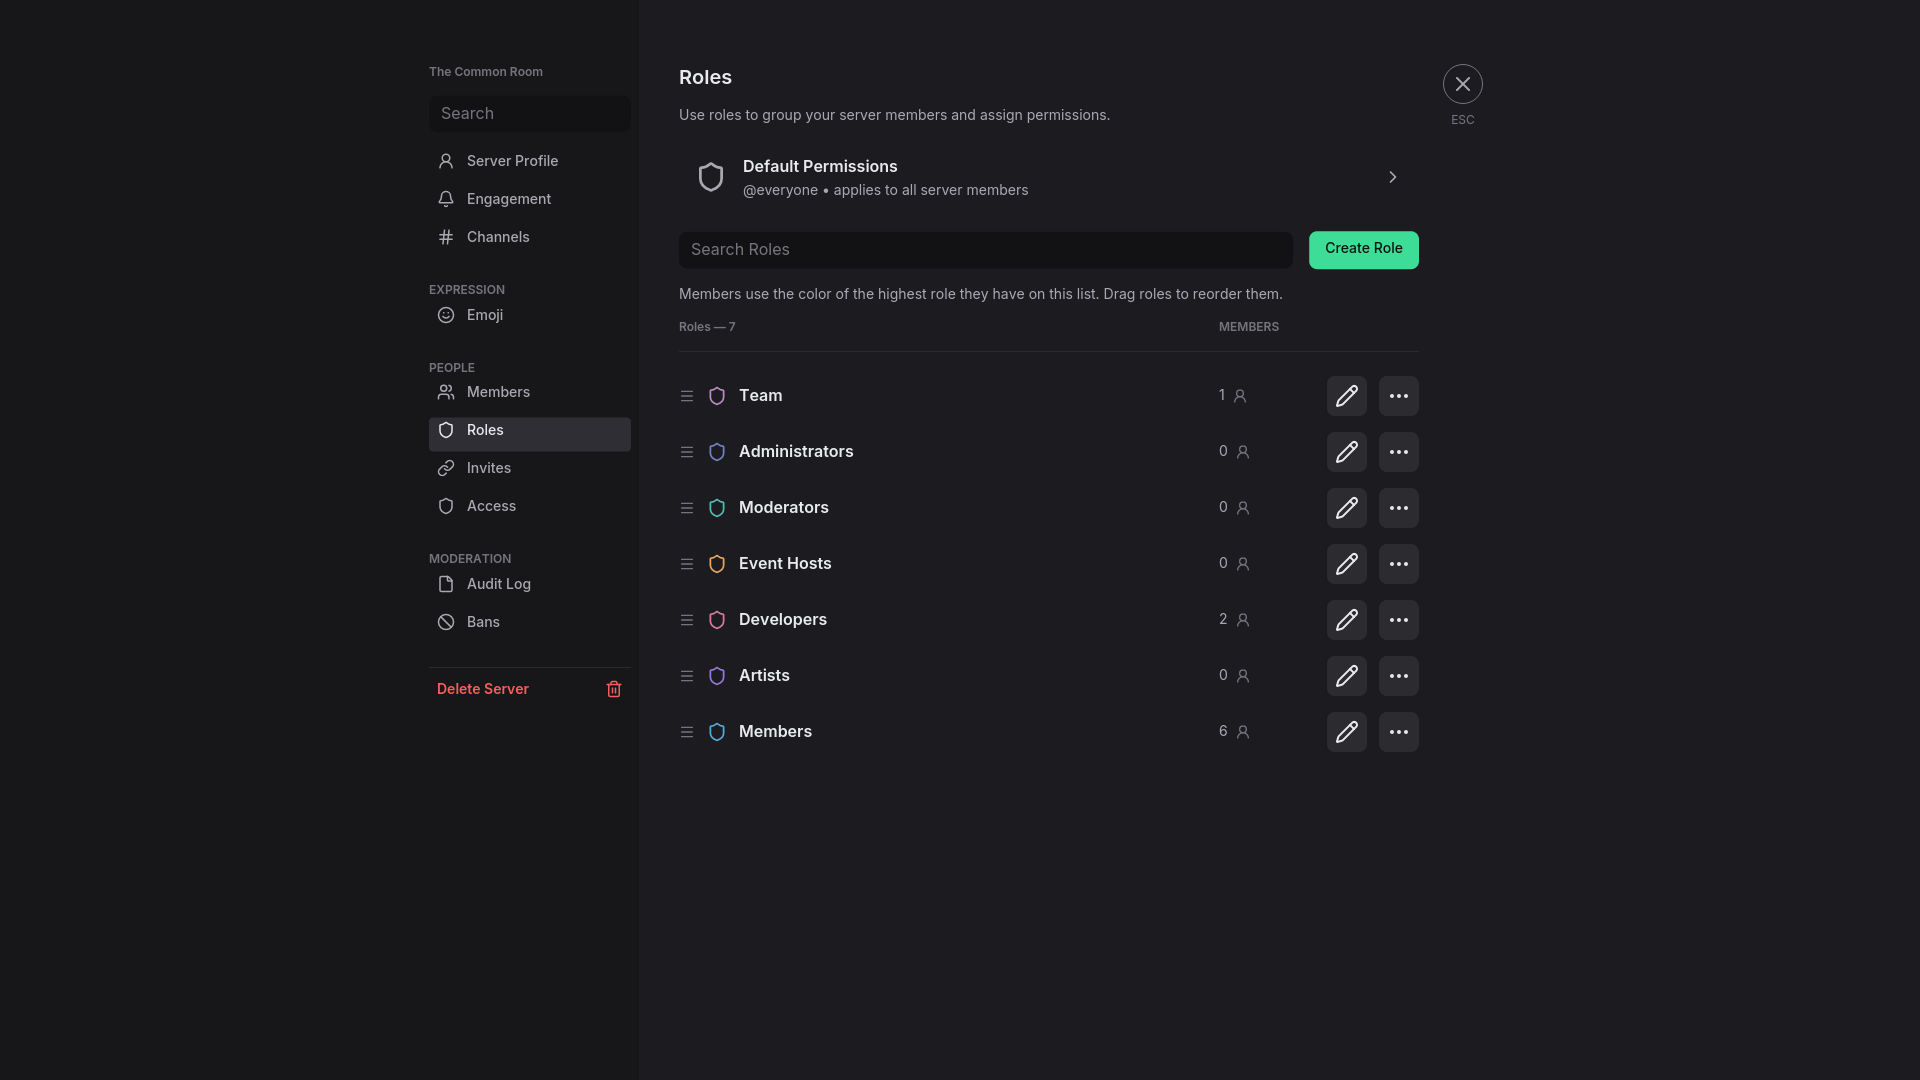 The Common Room
Search
Server Profile
Engagement
Channels
EXPRESSION
Emoji
PEOPLE
Members
Roles
Invites
Access
MODERATION
Audit Log
Bans
Delete Server
Roles
Use roles to group your server members and assign permissions.
Default Permissions
@everyone • applies to all server members
Search Roles
Create Role
Members use the color of the highest role they have on this list. Drag roles to reorder them.
Roles — 7 MEMBERS
Team 1
Administrators 0
Moderators 0
Event Hosts 0
Developers 2
Artists 0
Members 6
ESC